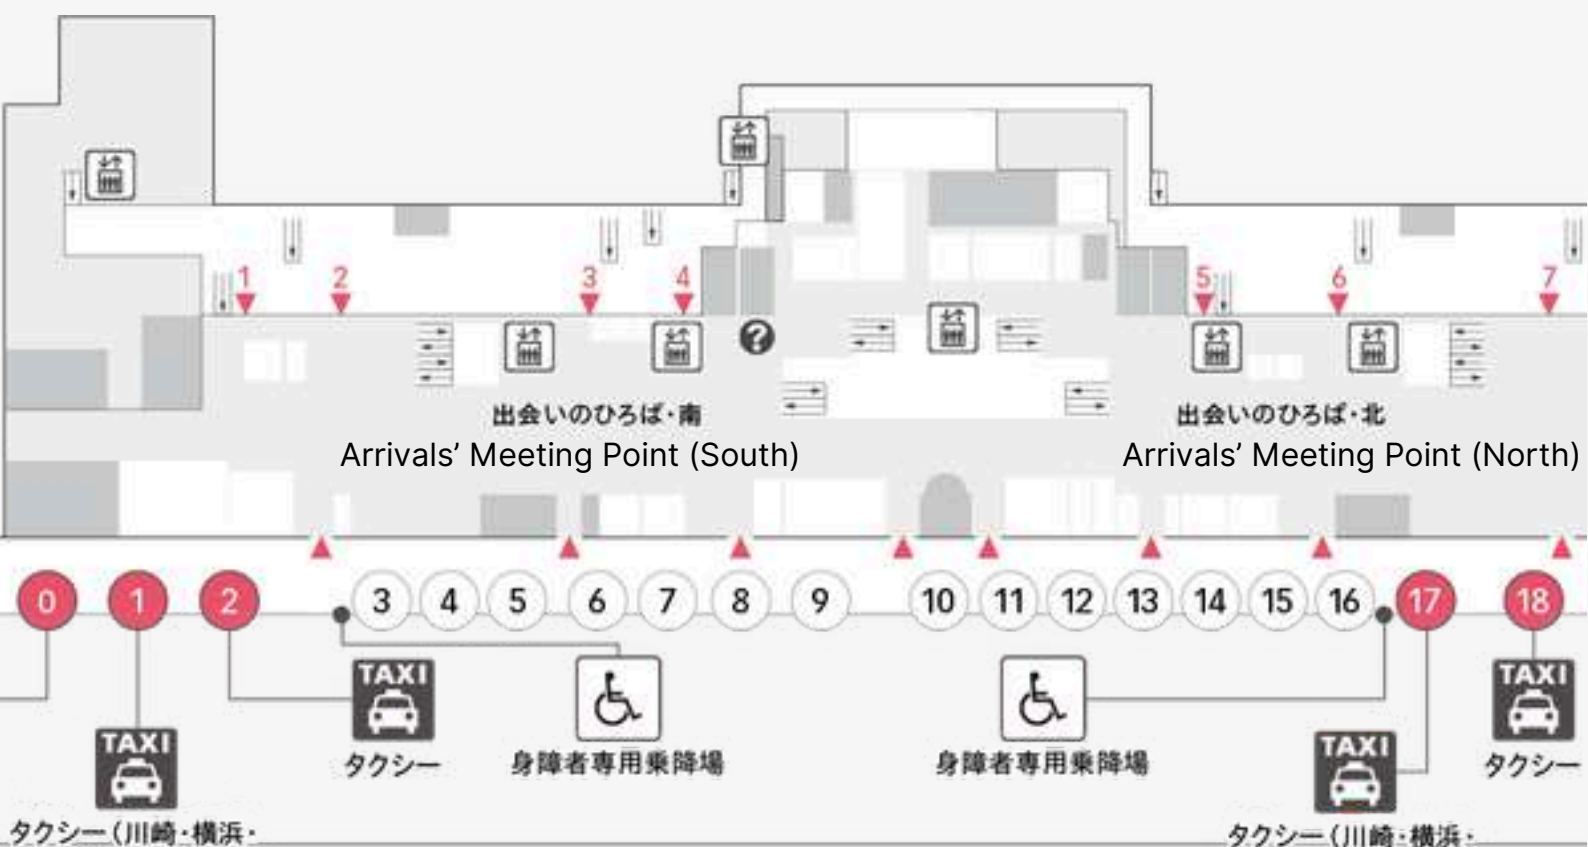 1 2 3 4 5 6 7
?
出会いのひろば・南
Arrivals’ Meeting Point (South)
出会いのひろば・北
Arrivals’ Meeting Point (North)
0 1 2 3 4 5 6 7 8 9 10 11 12 13 14 15 16 17 18
TAXI
タクシー
TAXI
タクシー(川崎・横浜・
身障者専用乗降場
身障者専用乗降場
TAXI
タクシー(川崎・横浜・
TAXI
タクシー